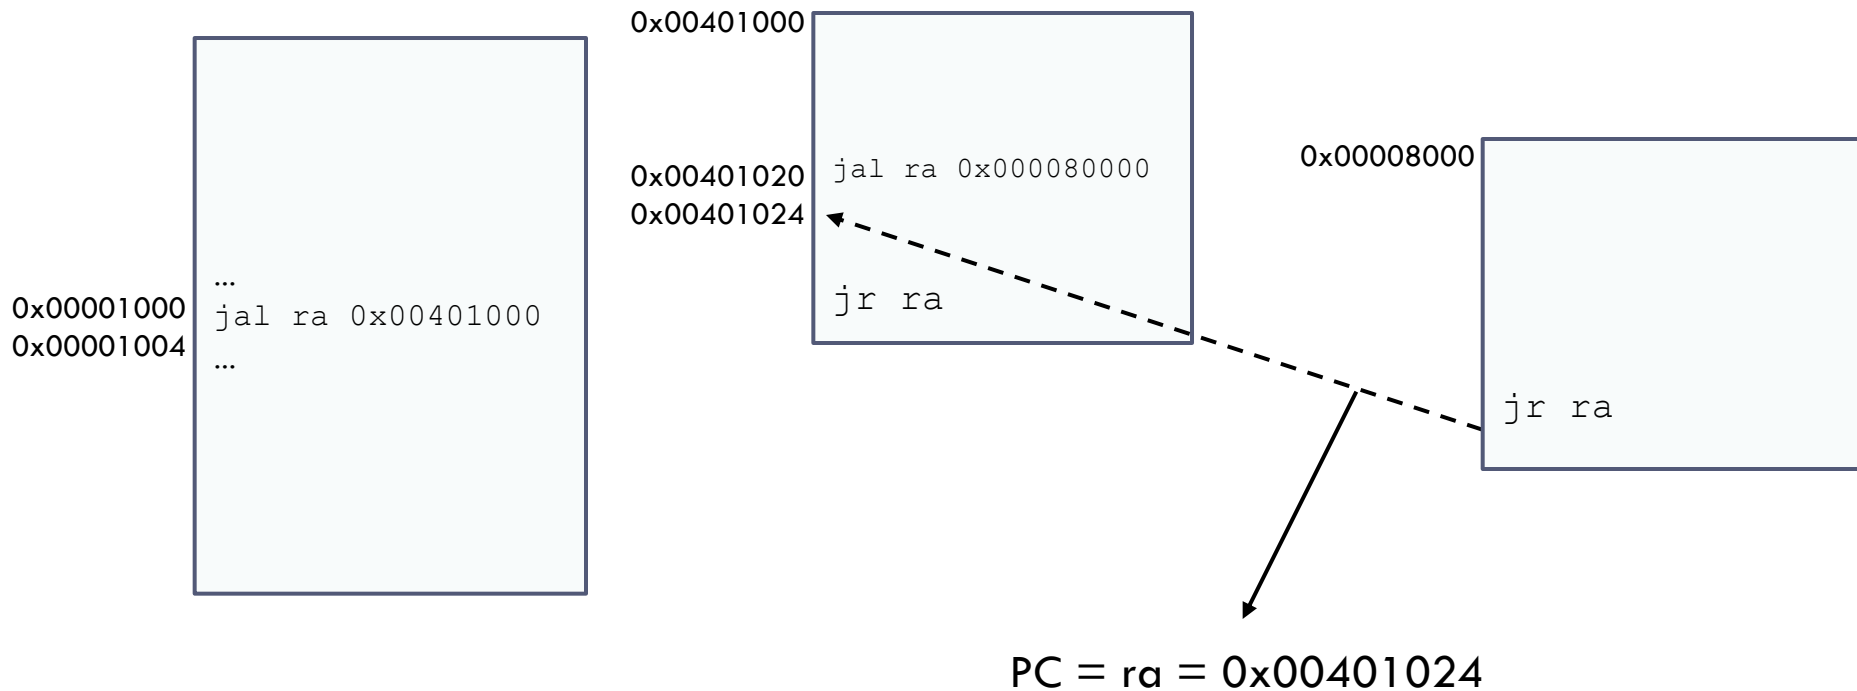 0x00001000
0x00001004
...
jal ra 0x00401000
...
0x00401000
0x00401020
0x00401024
jal ra 0x000080000
jr ra
0x00008000
jr ra
PC = ra = 0x00401024